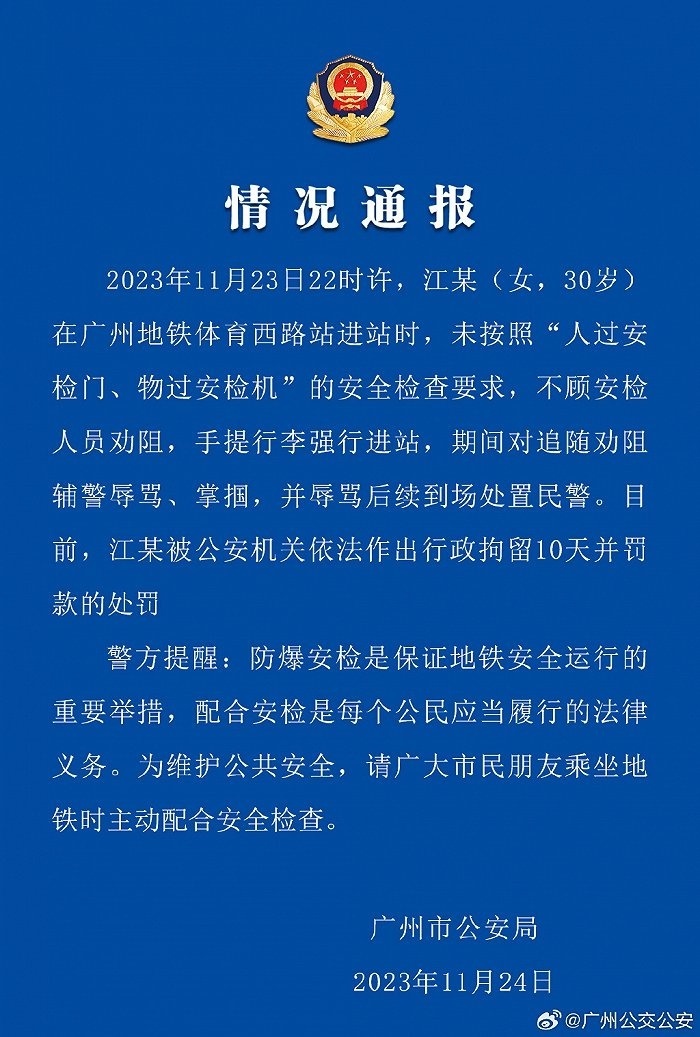 情况通报
2023年11月23日22时许，江某（女，30岁）
在广州地铁体育西路站进站时，未按照“人过安
检门、物过安检机”的安全检查要求，不顾安检
人员劝阻，手提行李强行进站，期间对追随劝阻
辅警辱骂、掌掴，并辱骂后续到场处置民警。目
前，江某被公安机关依法作出行政拘留10天并罚
款的处罚
警方提醒：防爆安检是保证地铁安全运行的
重要举措，配合安检是每个公民应当履行的法律
义务。为维护公共安全，请广大市民朋友乘坐地
铁时主动配合安全检查。
广州市公安局
2023年11月24日
@广州公交公安